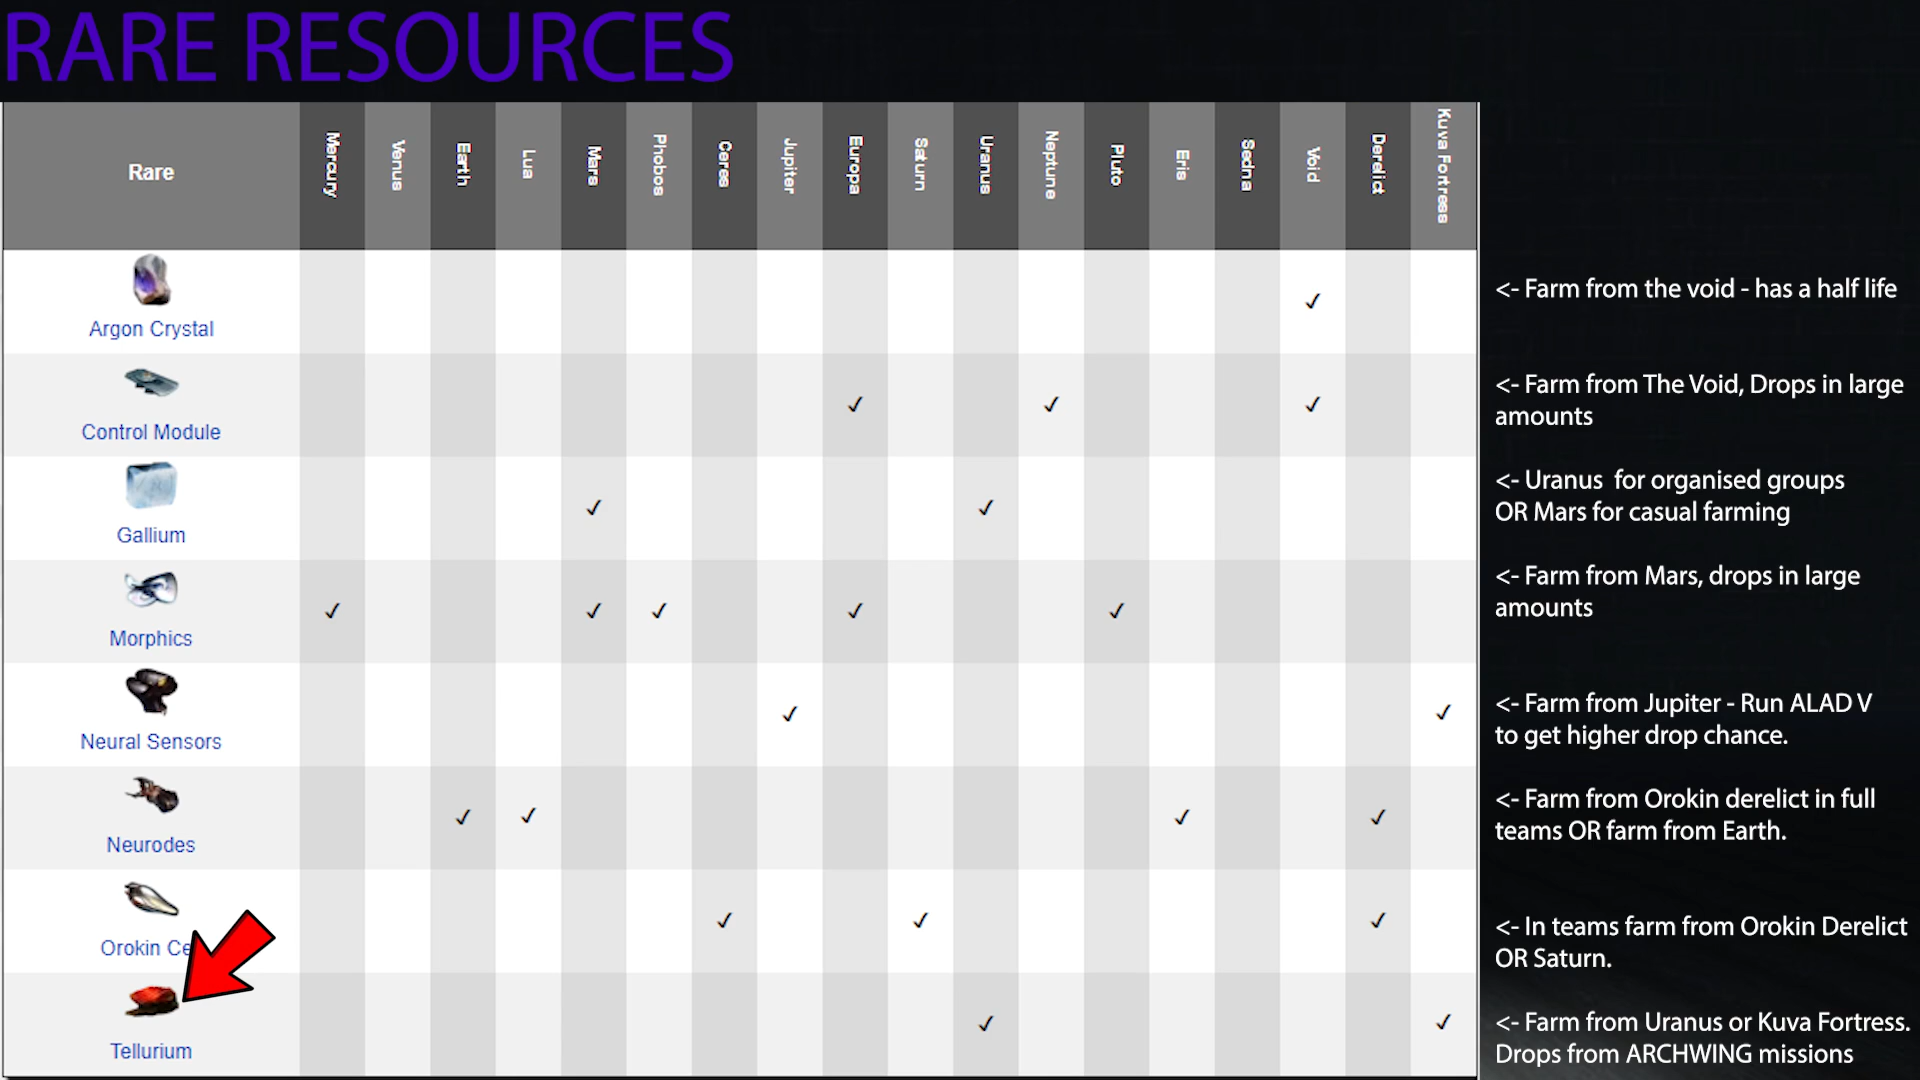 RARE RESOURCES
Rare
Mercury
Venus
Earth
Lua
Mars
Phobos
Ceres
Jupiter
Europa
Saturn
Uranus
Neptune
Pluto
Eris
Sedna
Void
Derelict
Kuva Fortress
Argon Crystal
<- Farm from the void - has a half life
Control Module
<- Farm from The Void, Drops in large
amounts
Gallium
<- Uranus  for organised groups
OR Mars for casual farming
Morphics
<- Farm from Mars, drops in large
amounts
Neural Sensors
<- Farm from Jupiter - Run ALAD V
to get higher drop chance.
Neurodes
<- Farm from Orokin derelict in full
teams OR farm from Earth.
Orokin Ce
<- In teams farm from Orokin Derelict
OR Saturn.
Tellurium
<- Farm from Uranus or Kuva Fortress.
Drops from ARCHWING missions